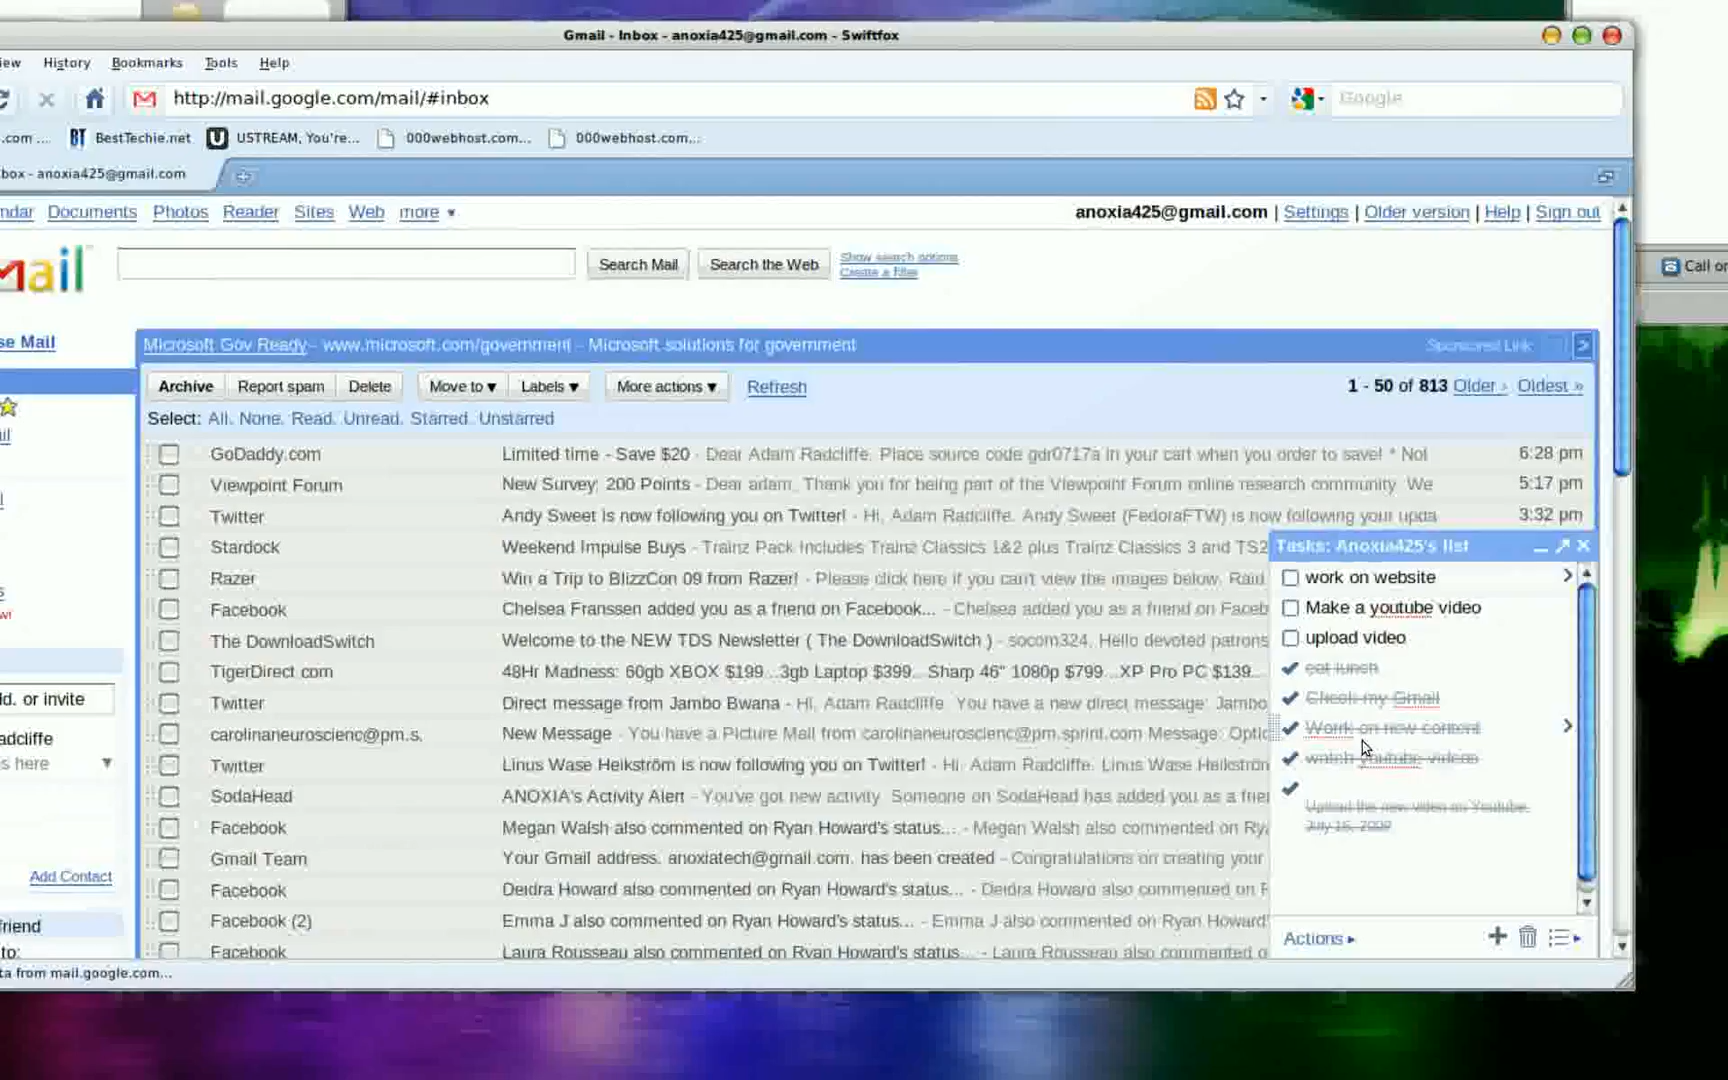 Gmail - Inbox - anoxia425@gmail.com - Swiftfox
iew History Bookmarks Tools Help
http://mail.google.com/mail/#inbox
Google
.com ... BT BestTechie.net U USTREAM, You're... 000webhost.com... 000webhost.com...
box - anoxia425@gmail.com
ndar Documents Photos Reader Sites Web more ▾
anoxia425@gmail.com | Settings | Older version | Help | Sign out
mail
Search Mail Search the Web
Show search options
Create a filter
Call or
se Mail
Microsoft Gov Ready - www.microsoft.com/government - Microsoft solutions for government
Sponsored Link >
Archive Report spam Delete Move to▼ Labels▼ More actions▼ Refresh
1 - 50 of 813 Older › Oldest »
Select: All, None, Read, Unread, Starred, Unstarred
GoDaddy.com Limited time - Save $20 - Dear Adam Radcliffe, Place source code gdr0717a in your cart when you order to save! * Not 6:28 pm
Viewpoint Forum New Survey: 200 Points - Dear adam, Thank you for being part of the Viewpoint Forum online research community. We 5:17 pm
Twitter Andy Sweet is now following you on Twitter! - Hi, Adam Radcliffe. Andy Sweet (FedoraFTW) is now following your upda 3:32 pm
Stardock Weekend Impulse Buys - Trainz Pack Includes Trainz Classics 1&2 plus Trainz Classics 3 and TS2
Razer Win a Trip to BlizzCon 09 from Razer! - Please click here if you can't view the images below. Raid
Facebook Chelsea Franssen added you as a friend on Facebook... - Chelsea added you as a friend on Faceb
The DownloadSwitch Welcome to the NEW TDS Newsletter ( The DownloadSwitch ) - socom324, Hello devoted patrons
TigerDirect.com 48Hr Madness: 60gb XBOX $199...3gb Laptop $399...Sharp 46" 1080p $799...XP Pro PC $139...
Twitter Direct message from Jambo Bwana - Hi, Adam Radcliffe. You have a new direct message: Jambo
carolinaneuroscienc@pm.s. New Message - You have a Picture Mail from carolinaneuroscienc@pm.sprint.com Message: Optic
Twitter Linus Wase Heikström is now following you on Twitter! - Hi, Adam Radcliffe. Linus Wase Heikström
SodaHead ANOXIA's Activity Alert - You've got new activity Someone on SodaHead has added you as a frie
Facebook Megan Walsh also commented on Ryan Howard's status... - Megan Walsh also commented on Ry
Gmail Team Your Gmail address, anoxiatech@gmail.com, has been created - Congratulations on creating your
Facebook Deidra Howard also commented on Ryan Howard's status... - Deidra Howard also commented on F
Facebook (2) Emma J also commented on Ryan Howard's status... - Emma J also commented on Ryan Howard'
Facebook Laura Rousseau also commented on Ryan Howard's status... - Laura Rousseau also commented o
Tasks: Anoxia425's list
work on website >
Make a youtube video
upload video
eat lunch
Check my Gmail
Work on new content >
watch youtube videos
Upload the new video on Youtube.
July 15, 2009
Actions ▸
il
l
s
w!
d. or invite
adcliffe
s here ▼
Add Contact
friend
to:
ta from mail.google.com...